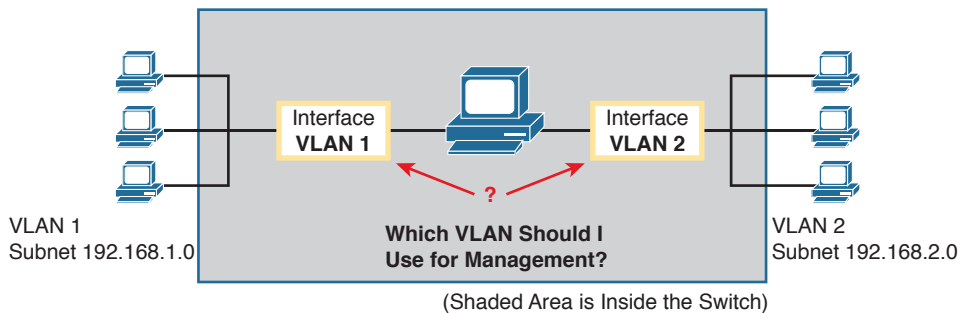 Interface
VLAN 1
Interface
VLAN 2
?
VLAN 1
Subnet 192.168.1.0
Which VLAN Should I
Use for Management?
VLAN 2
Subnet 192.168.2.0
(Shaded Area is Inside the Switch)